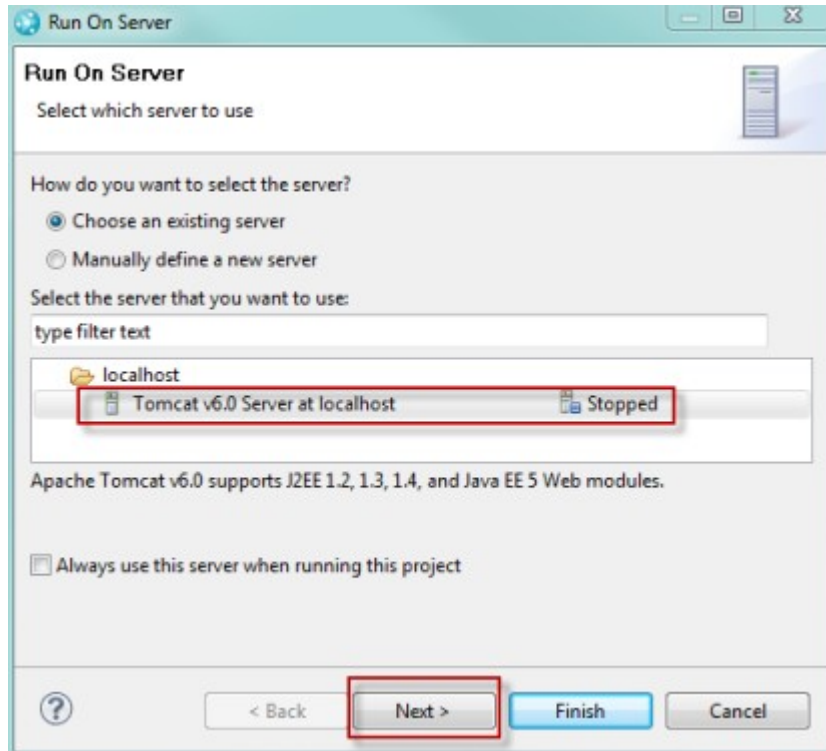 Run On Server
Run On Server
Select which server to use
How do you want to select the server?
Choose an existing server
Manually define a new server
Select the server that you want to use:
type filter text
localhost
Tomcat v6.0 Server at localhost Stopped
Apache Tomcat v6.0 supports J2EE 1.2, 1.3, 1.4, and Java EE 5 Web modules.
Always use this server when running this project
? < Back Next > Finish Cancel